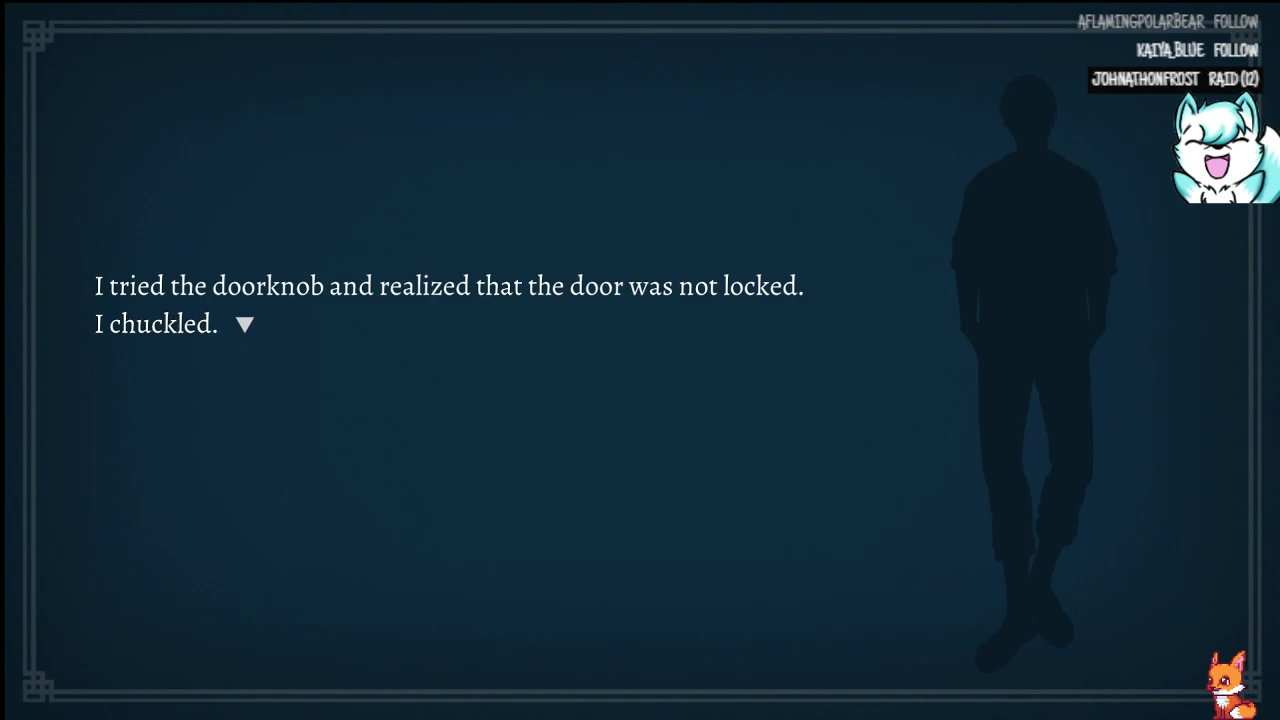 AFLAMINGPOLARBEAR FOLLOW
KAIYA_BLUE FOLLOW
JOHNATHONFROST RAID (12)
I tried the doorknob and realized that the door was not locked.
I chuckled.